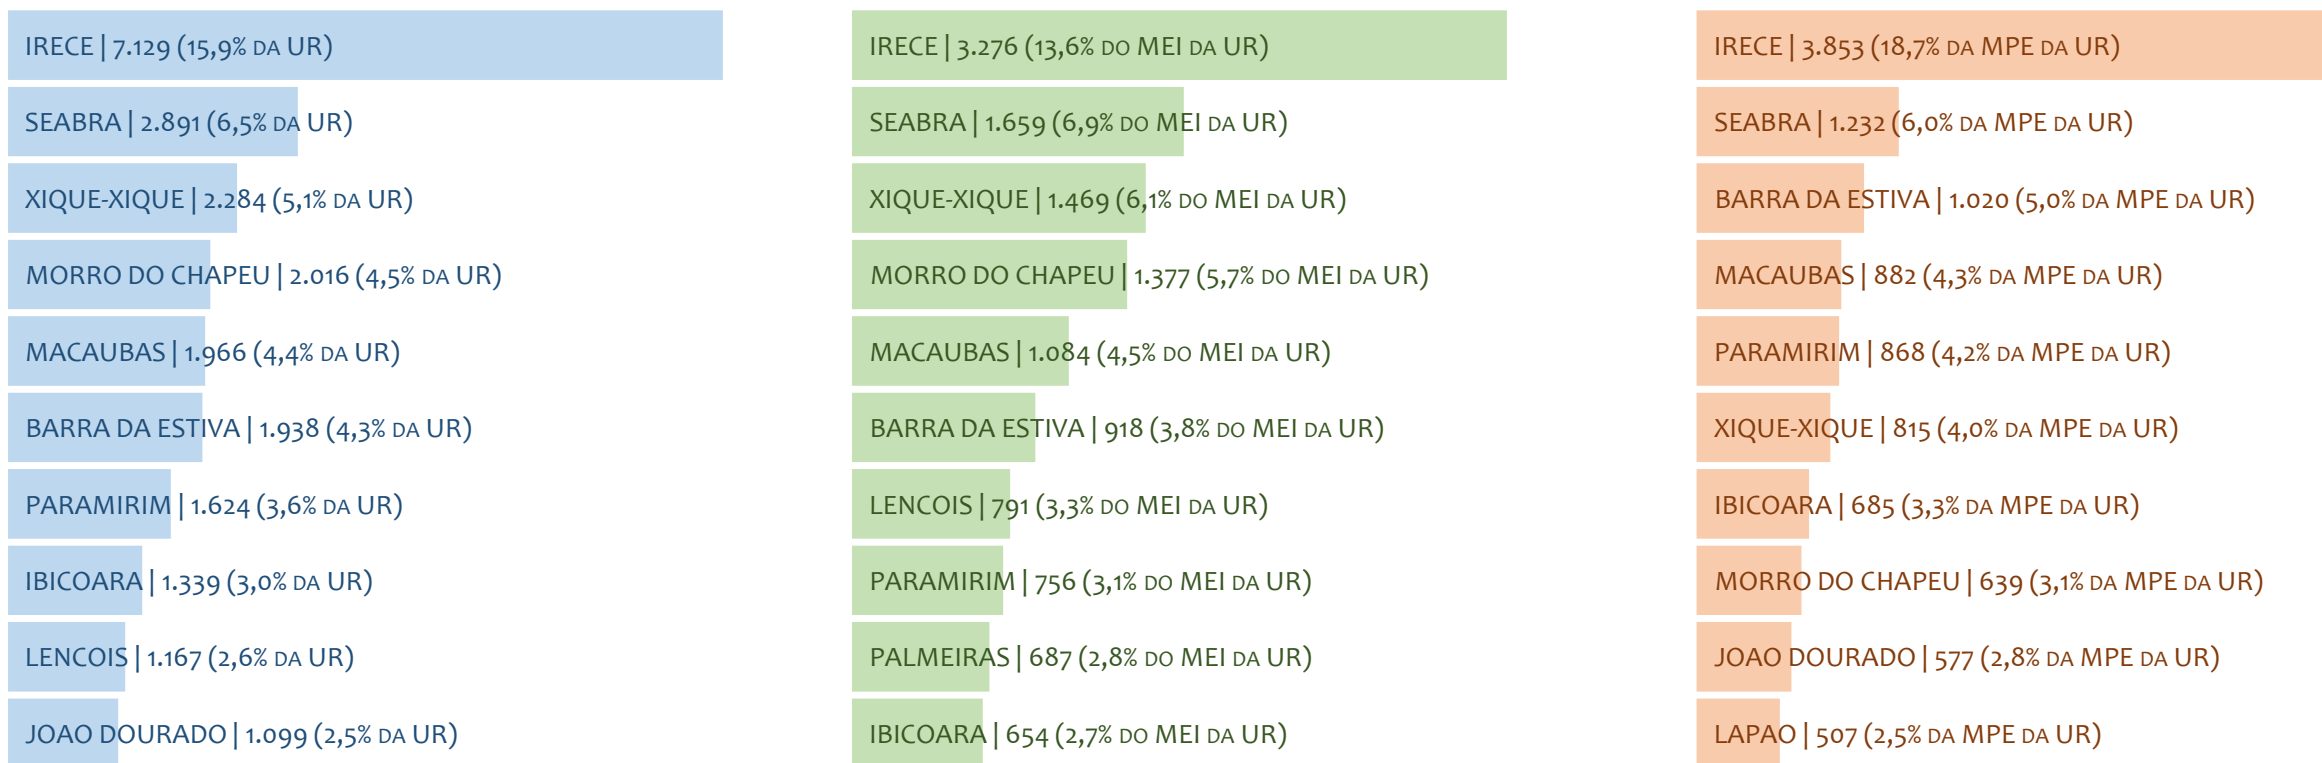 IRECE | 7.129 (15,9% DA UR)
SEABRA | 2.891 (6,5% DA UR)
XIQUE-XIQUE | 2.284 (5,1% DA UR)
MORRO DO CHAPEU | 2.016 (4,5% DA UR)
MACAUBAS | 1.966 (4,4% DA UR)
BARRA DA ESTIVA | 1.938 (4,3% DA UR)
PARAMIRIM | 1.624 (3,6% DA UR)
IBICOARA | 1.339 (3,0% DA UR)
LENCOIS | 1.167 (2,6% DA UR)
JOAO DOURADO | 1.099 (2,5% DA UR)
IRECE | 3.276 (13,6% DO MEI DA UR)
SEABRA | 1.659 (6,9% DO MEI DA UR)
XIQUE-XIQUE | 1.469 (6,1% DO MEI DA UR)
MORRO DO CHAPEU | 1.377 (5,7% DO MEI DA UR)
MACAUBAS | 1.084 (4,5% DO MEI DA UR)
BARRA DA ESTIVA | 918 (3,8% DO MEI DA UR)
LENCOIS | 791 (3,3% DO MEI DA UR)
PARAMIRIM | 756 (3,1% DO MEI DA UR)
PALMEIRAS | 687 (2,8% DO MEI DA UR)
IBICOARA | 654 (2,7% DO MEI DA UR)
IRECE | 3.853 (18,7% DA MPE DA UR)
SEABRA | 1.232 (6,0% DA MPE DA UR)
BARRA DA ESTIVA | 1.020 (5,0% DA MPE DA UR)
MACAUBAS | 882 (4,3% DA MPE DA UR)
PARAMIRIM | 868 (4,2% DA MPE DA UR)
XIQUE-XIQUE | 815 (4,0% DA MPE DA UR)
IBICOARA | 685 (3,3% DA MPE DA UR)
MORRO DO CHAPEU | 639 (3,1% DA MPE DA UR)
JOAO DOURADO | 577 (2,8% DA MPE DA UR)
LAPAO | 507 (2,5% DA MPE DA UR)